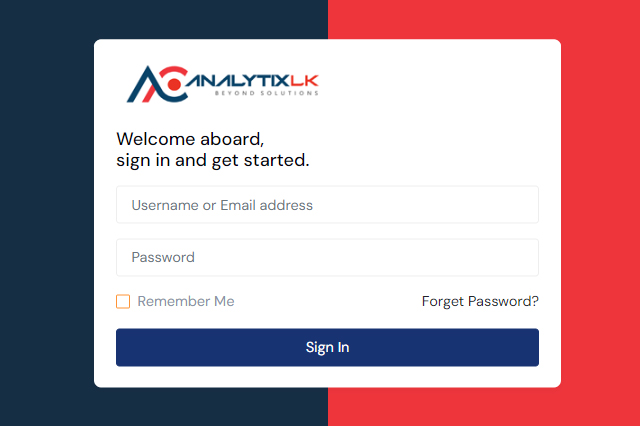 ANALYTIXLK
BEYOND SOLUTIONS
Welcome aboard,
sign in and get started.
Username or Email address
Password
Remember Me
Forget Password?
Sign In